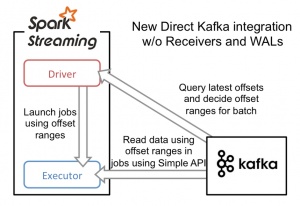 Spark
Streaming
New Direct Kafka integration
w/o Receivers and WALs
Driver
Query latest offsets
and decide offset
ranges for batch
Launch jobs
using offset
ranges
Read data using
offset ranges in
jobs using Simple API
Executor
kafka